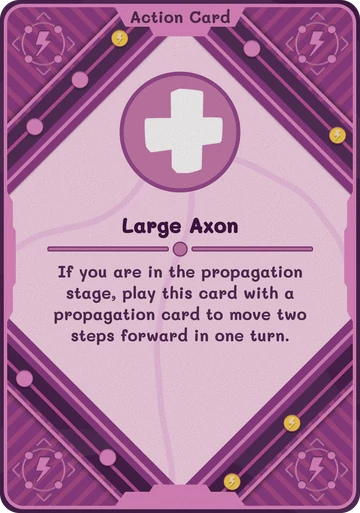 Action Card
Large Axon
If you are in the propagation
stage, play this card with a
propagation card to move two
steps forward in one turn.